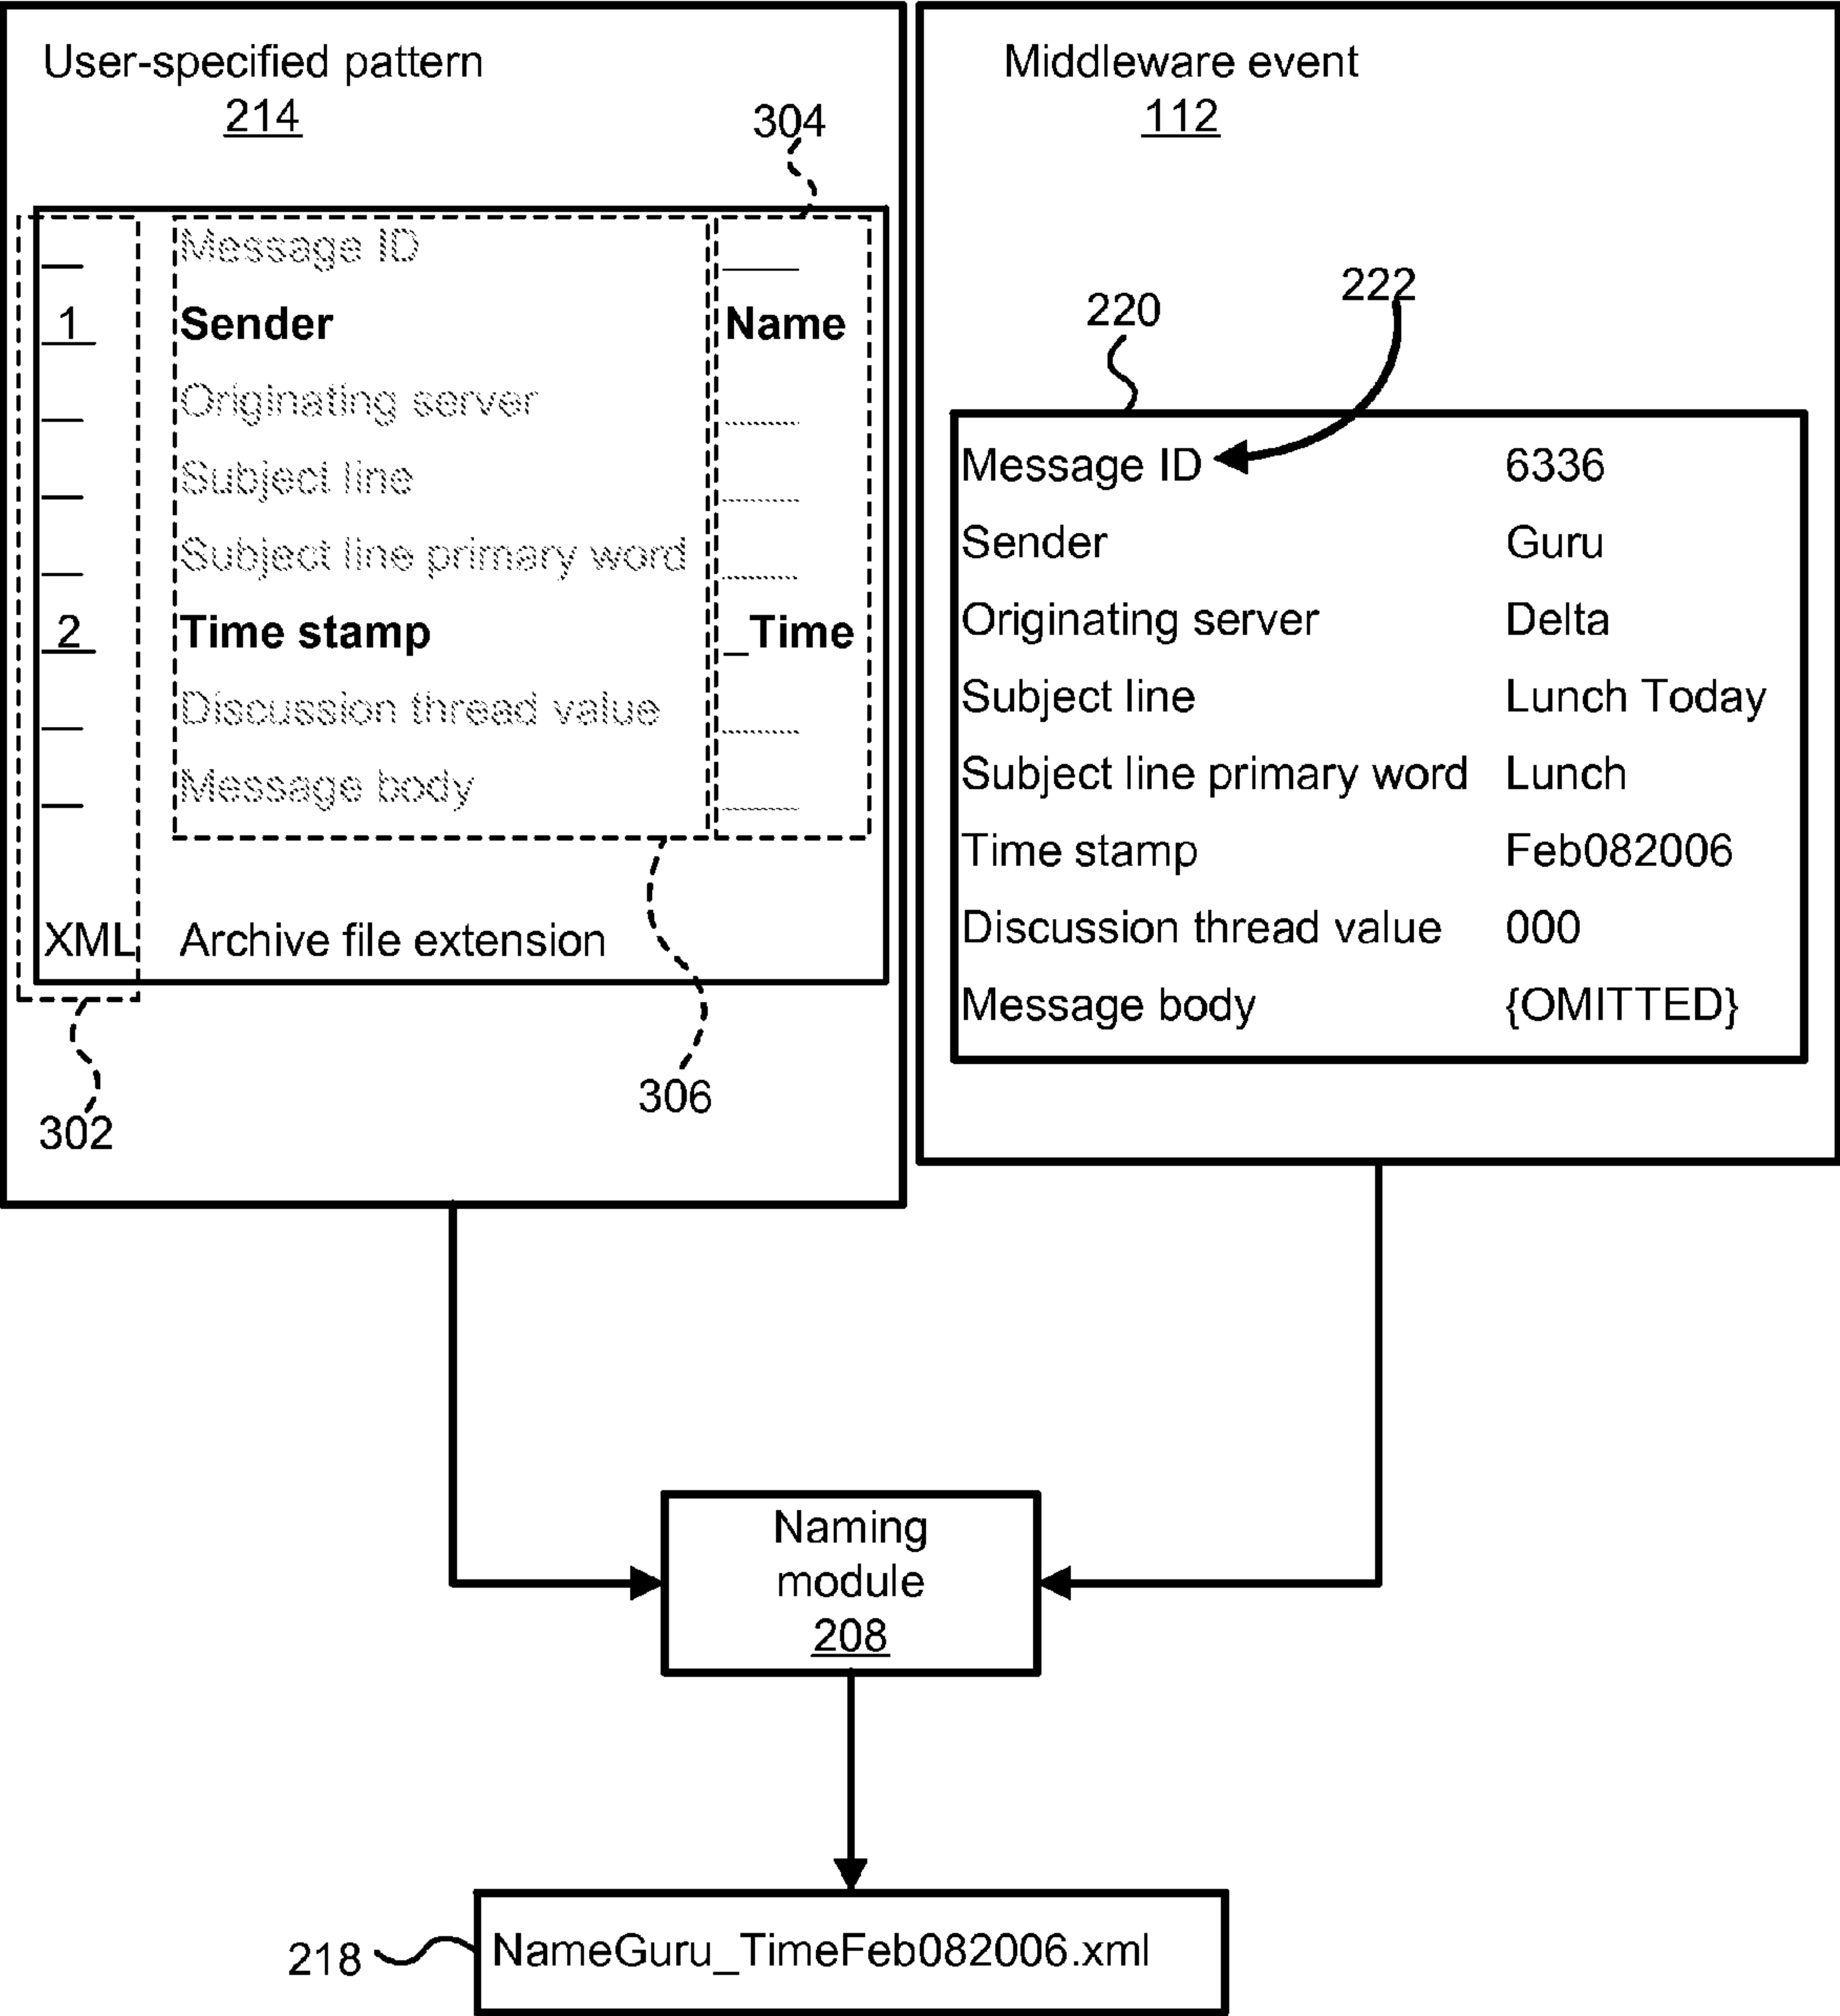 User-specified pattern
214
304
Message ID
1 Sender Name
Originating server
Subject line
Subject line primary word
2 Time stamp _Time
Discussion thread value
Message body
XML Archive file extension
302
306
Middleware event
112
220
222
Message ID 6336
Sender Guru
Originating server Delta
Subject line Lunch Today
Subject line primary word Lunch
Time stamp Feb082006
Discussion thread value 000
Message body {OMITTED}
Naming
module
208
218
NameGuru_TimeFeb082006.xml